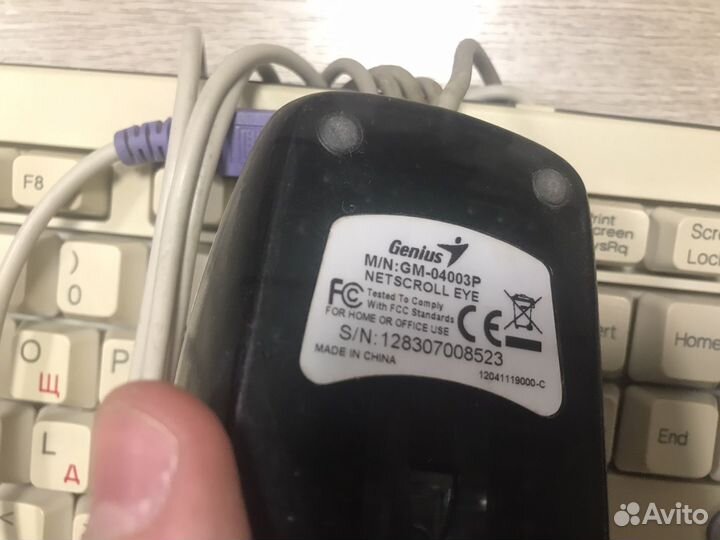 F8
Print
Screen
SysRq
Scro
Lock
)
0
Genius
M/N:GM-04003P
NETSCROLL EYE
FC Tested To Comply
With FCC Standards
FOR HOME OR OFFICE USE
CE
S/N:128307008523
MADE IN CHINA
12041119000-C
Home
O
Щ
P
End
L
Д
<
Avito